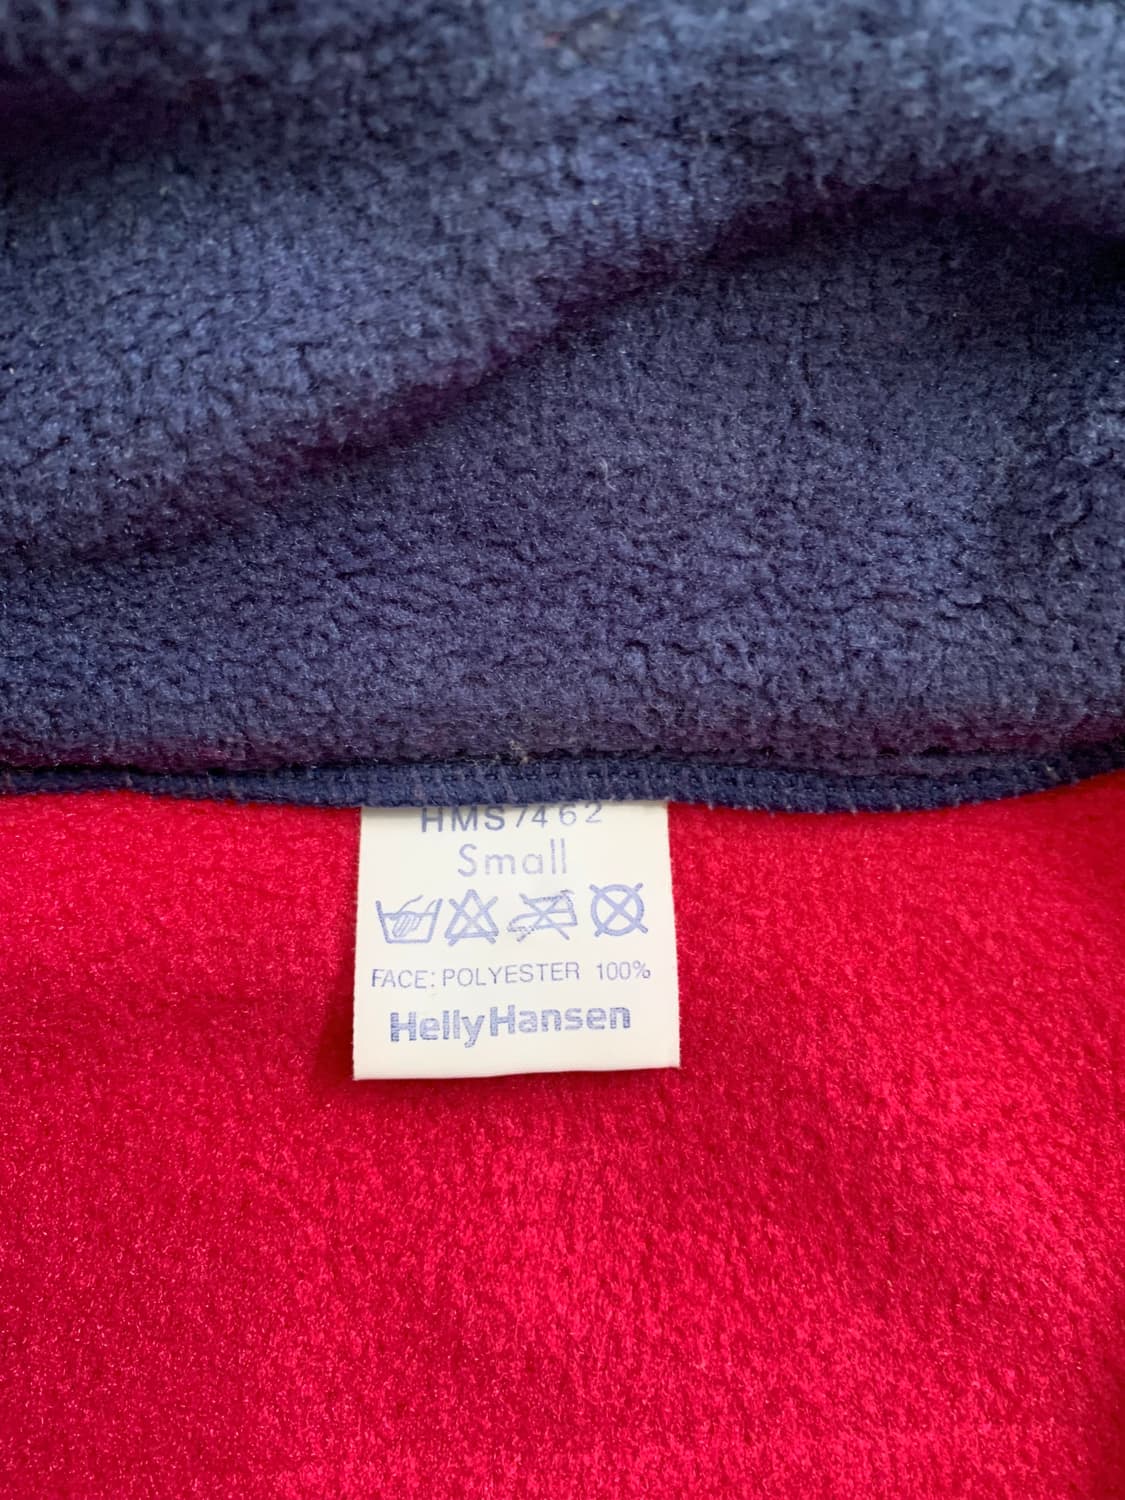 HMS7462
Small
FACE: POLYESTER 100%
HellyHansen